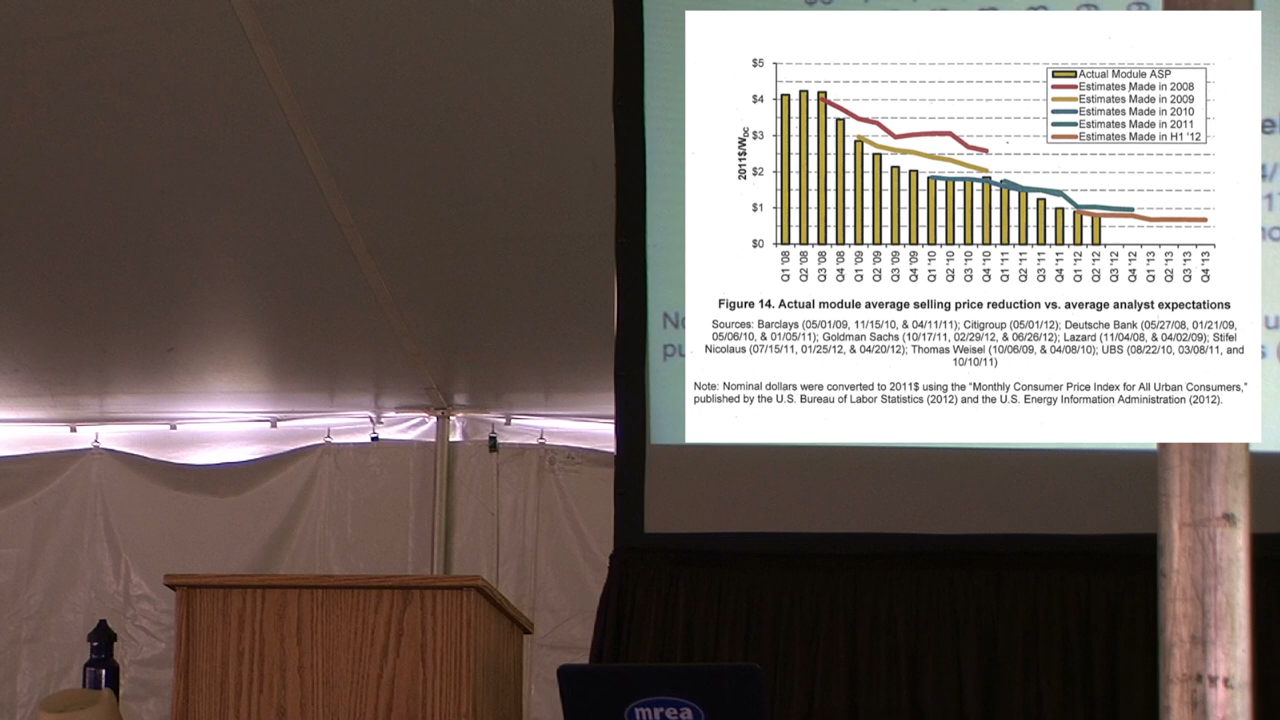 $5
$4
$3
$2
$1
$0
2011$/WDC
Actual Module ASP
Estimates Made in 2008
Estimates Made in 2009
Estimates Made in 2010
Estimates Made in 2011
Estimates Made in H1 '12
Q1 '08
Q2 '08
Q3 '08
Q4 '08
Q1 '09
Q2 '09
Q3 '09
Q4 '09
Q1 '10
Q2 '10
Q3 '10
Q4 '10
Q1 '11
Q2 '11
Q3 '11
Q4 '11
Q1 '12
Q2 '12
Q3 '12
Q4 '12
Q1 '13
Q2 '13
Q3 '13
Q4 '13
Figure 14. Actual module average selling price reduction vs. average analyst expectations
Sources: Barclays (05/01/09, 11/15/10, & 04/11/11); Citigroup (05/01/12); Deutsche Bank (05/27/08, 01/21/09,
05/06/10, & 01/05/11); Goldman Sachs (10/17/11, 02/29/12, & 06/26/12); Lazard (11/04/08, & 04/02/09); Stifel
Nicolaus (07/15/11, 01/25/12, & 04/20/12); Thomas Weisel (10/06/09, & 04/08/10); UBS (08/22/10, 03/08/11, and
10/10/11)
Note: Nominal dollars were converted to 2011$ using the "Monthly Consumer Price Index for All Urban Consumers,"
published by the U.S. Bureau of Labor Statistics (2012) and the U.S. Energy Information Administration (2012).
mrea